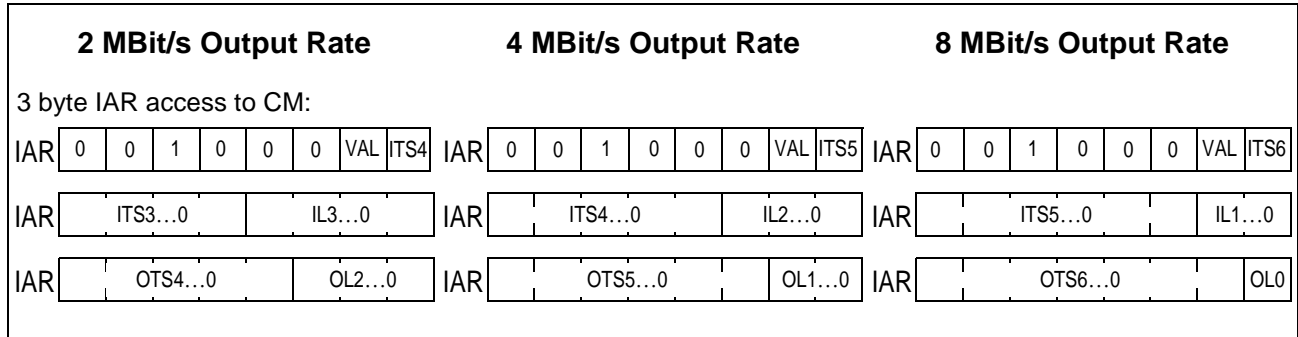 2 MBit/s Output Rate 4 MBit/s Output Rate 8 MBit/s Output Rate
3 byte IAR access to CM:
IAR 0 0 1 0 0 0 VAL ITS4 IAR 0 0 1 0 0 0 VAL ITS5 IAR 0 0 1 0 0 0 VAL ITS6
IAR ITS3...0 IL3...0 IAR ITS4...0 IL2...0 IAR ITS5...0 IL1...0
IAR OTS4...0 OL2...0 IAR OTS5...0 OL1...0 IAR OTS6...0 OL0